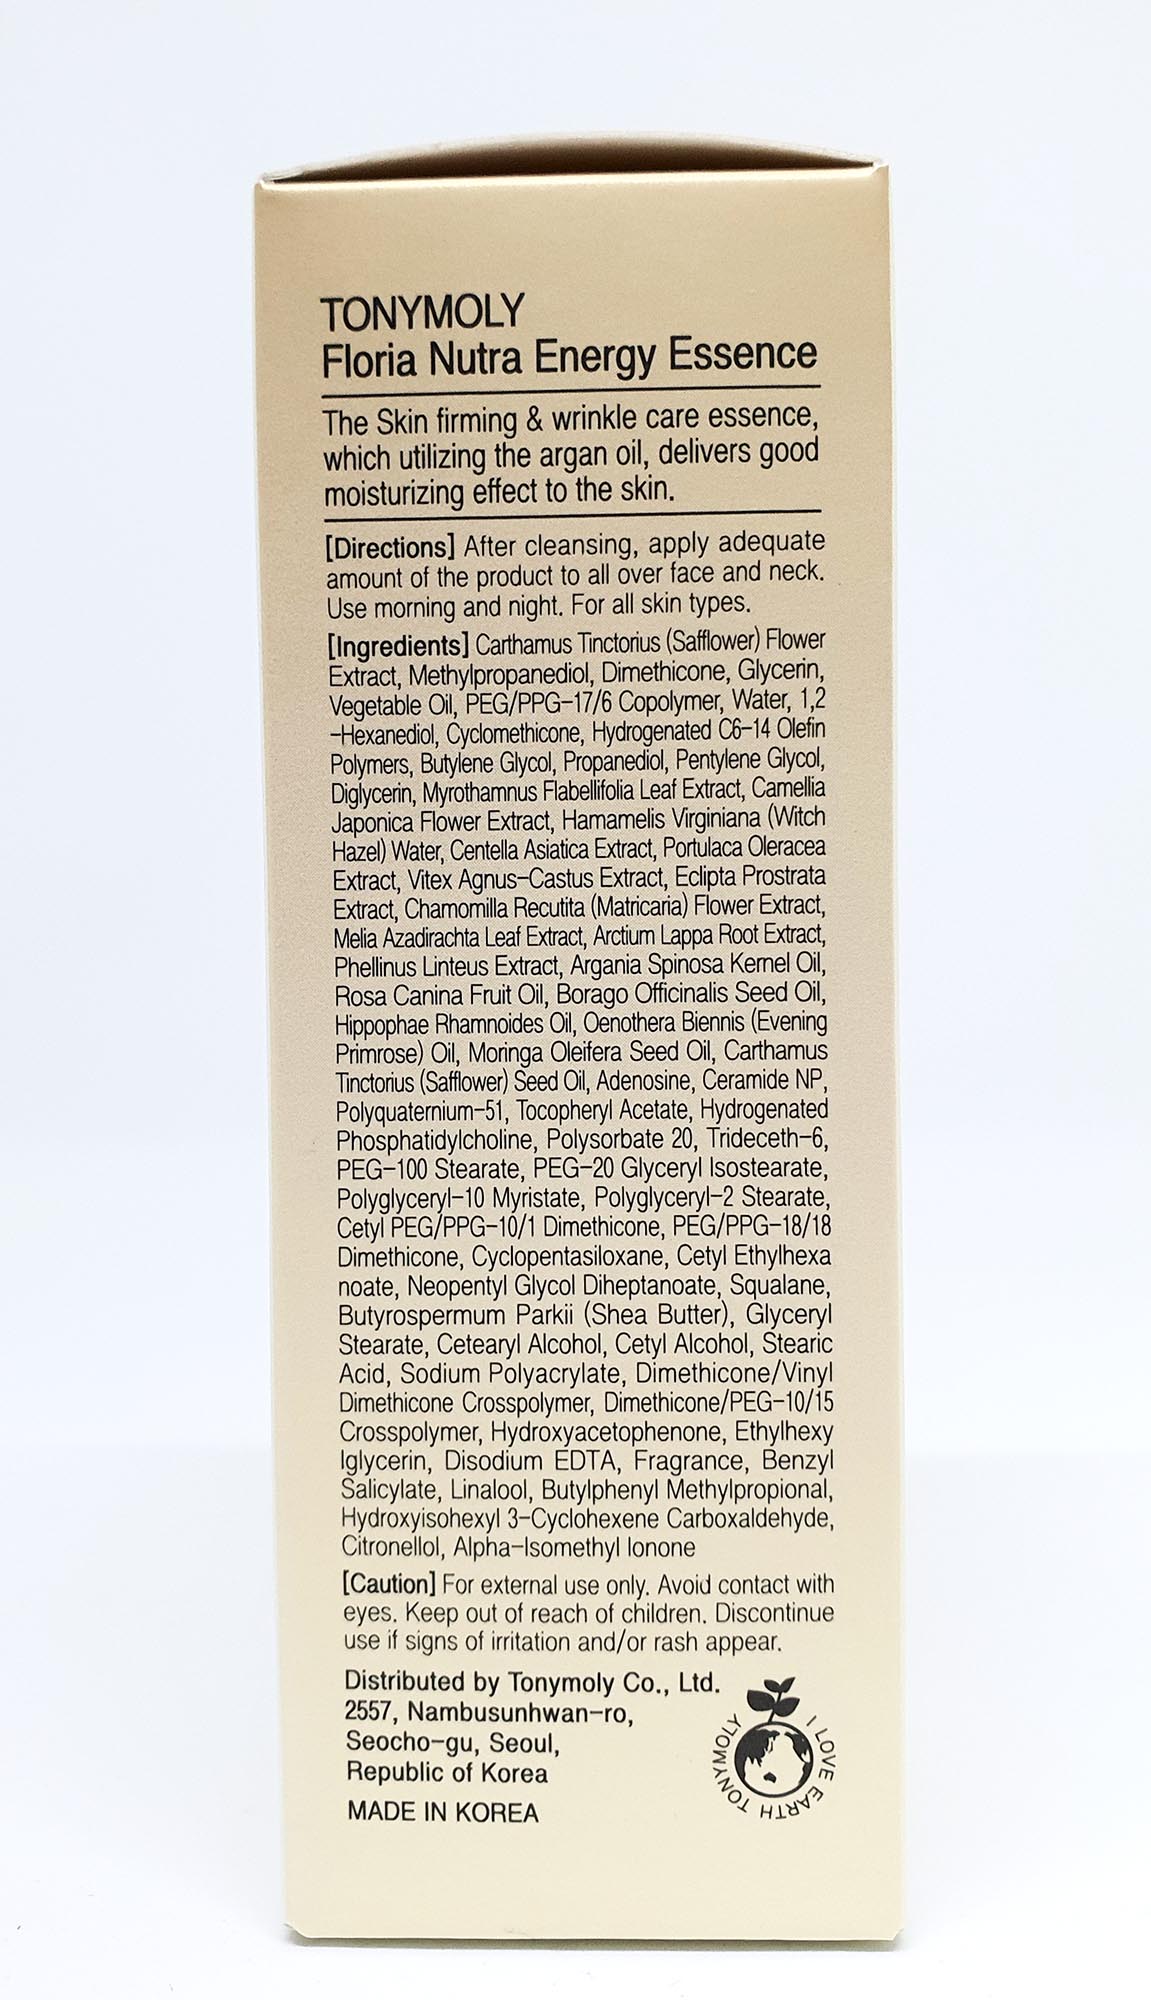 TONYMOLY
Floria Nutra Energy Essence
The Skin firming & wrinkle care essence,
which utilizing the argan oil, delivers good
moisturizing effect to the skin.
[Directions] After cleansing, apply adequate
amount of the product to all over face and neck.
Use morning and night. For all skin types.
[Ingredients] Carthamus Tinctorius (Safflower) Flower
Extract, Methylpropanediol, Dimethicone, Glycerin,
Vegetable Oil, PEG/PPG-17/6 Copolymer, Water, 1,2
-Hexanediol, Cyclomethicone, Hydrogenated C6-14 Olefin
Polymers, Butylene Glycol, Propanediol, Pentylene Glycol,
Diglycerin, Myrothamnus Flabellifolia Leaf Extract, Camellia
Japonica Flower Extract, Hamamelis Virginiana (Witch
Hazel) Water, Centella Asiatica Extract, Portulaca Oleracea
Extract, Vitex Agnus-Castus Extract, Eclipta Prostrata
Extract, Chamomilla Recutita (Matricaria) Flower Extract,
Melia Azadirachta Leaf Extract, Arctium Lappa Root Extract,
Phellinus Linteus Extract, Argania Spinosa Kernel Oil,
Rosa Canina Fruit Oil, Borago Officinalis Seed Oil,
Hippophae Rhamnoides Oil, Oenothera Biennis (Evening
Primrose) Oil, Moringa Oleifera Seed Oil, Carthamus
Tinctorius (Safflower) Seed Oil, Adenosine, Ceramide NP,
Polyquaternium-51, Tocopheryl Acetate, Hydrogenated
Phosphatidylcholine, Polysorbate 20, Trideceth-6,
PEG-100 Stearate, PEG-20 Glyceryl Isostearate,
Polyglyceryl-10 Myristate, Polyglyceryl-2 Stearate,
Cetyl PEG/PPG-10/1 Dimethicone, PEG/PPG-18/18
Dimethicone, Cyclopentasiloxane, Cetyl Ethylhexa
noate, Neopentyl Glycol Diheptanoate, Squalane,
Butyrospermum Parkii (Shea Butter), Glyceryl
Stearate, Cetearyl Alcohol, Cetyl Alcohol, Stearic
Acid, Sodium Polyacrylate, Dimethicone/Vinyl
Dimethicone Crosspolymer, Dimethicone/PEG-10/15
Crosspolymer, Hydroxyacetophenone, Ethylhexy
lglycerin, Disodium EDTA, Fragrance, Benzyl
Salicylate, Linalool, Butylphenyl Methylpropional,
Hydroxyisohexyl 3-Cyclohexene Carboxaldehyde,
Citronellol, Alpha-Isomethyl Ionone
[Caution] For external use only. Avoid contact with
eyes. Keep out of reach of children. Discontinue
use if signs of irritation and/or rash appear.
Distributed by Tonymoly Co., Ltd.
2557, Nambusunhwan-ro,
Seocho-gu, Seoul,
Republic of Korea
MADE IN KOREA
I LOVE EARTH TONYMOLY